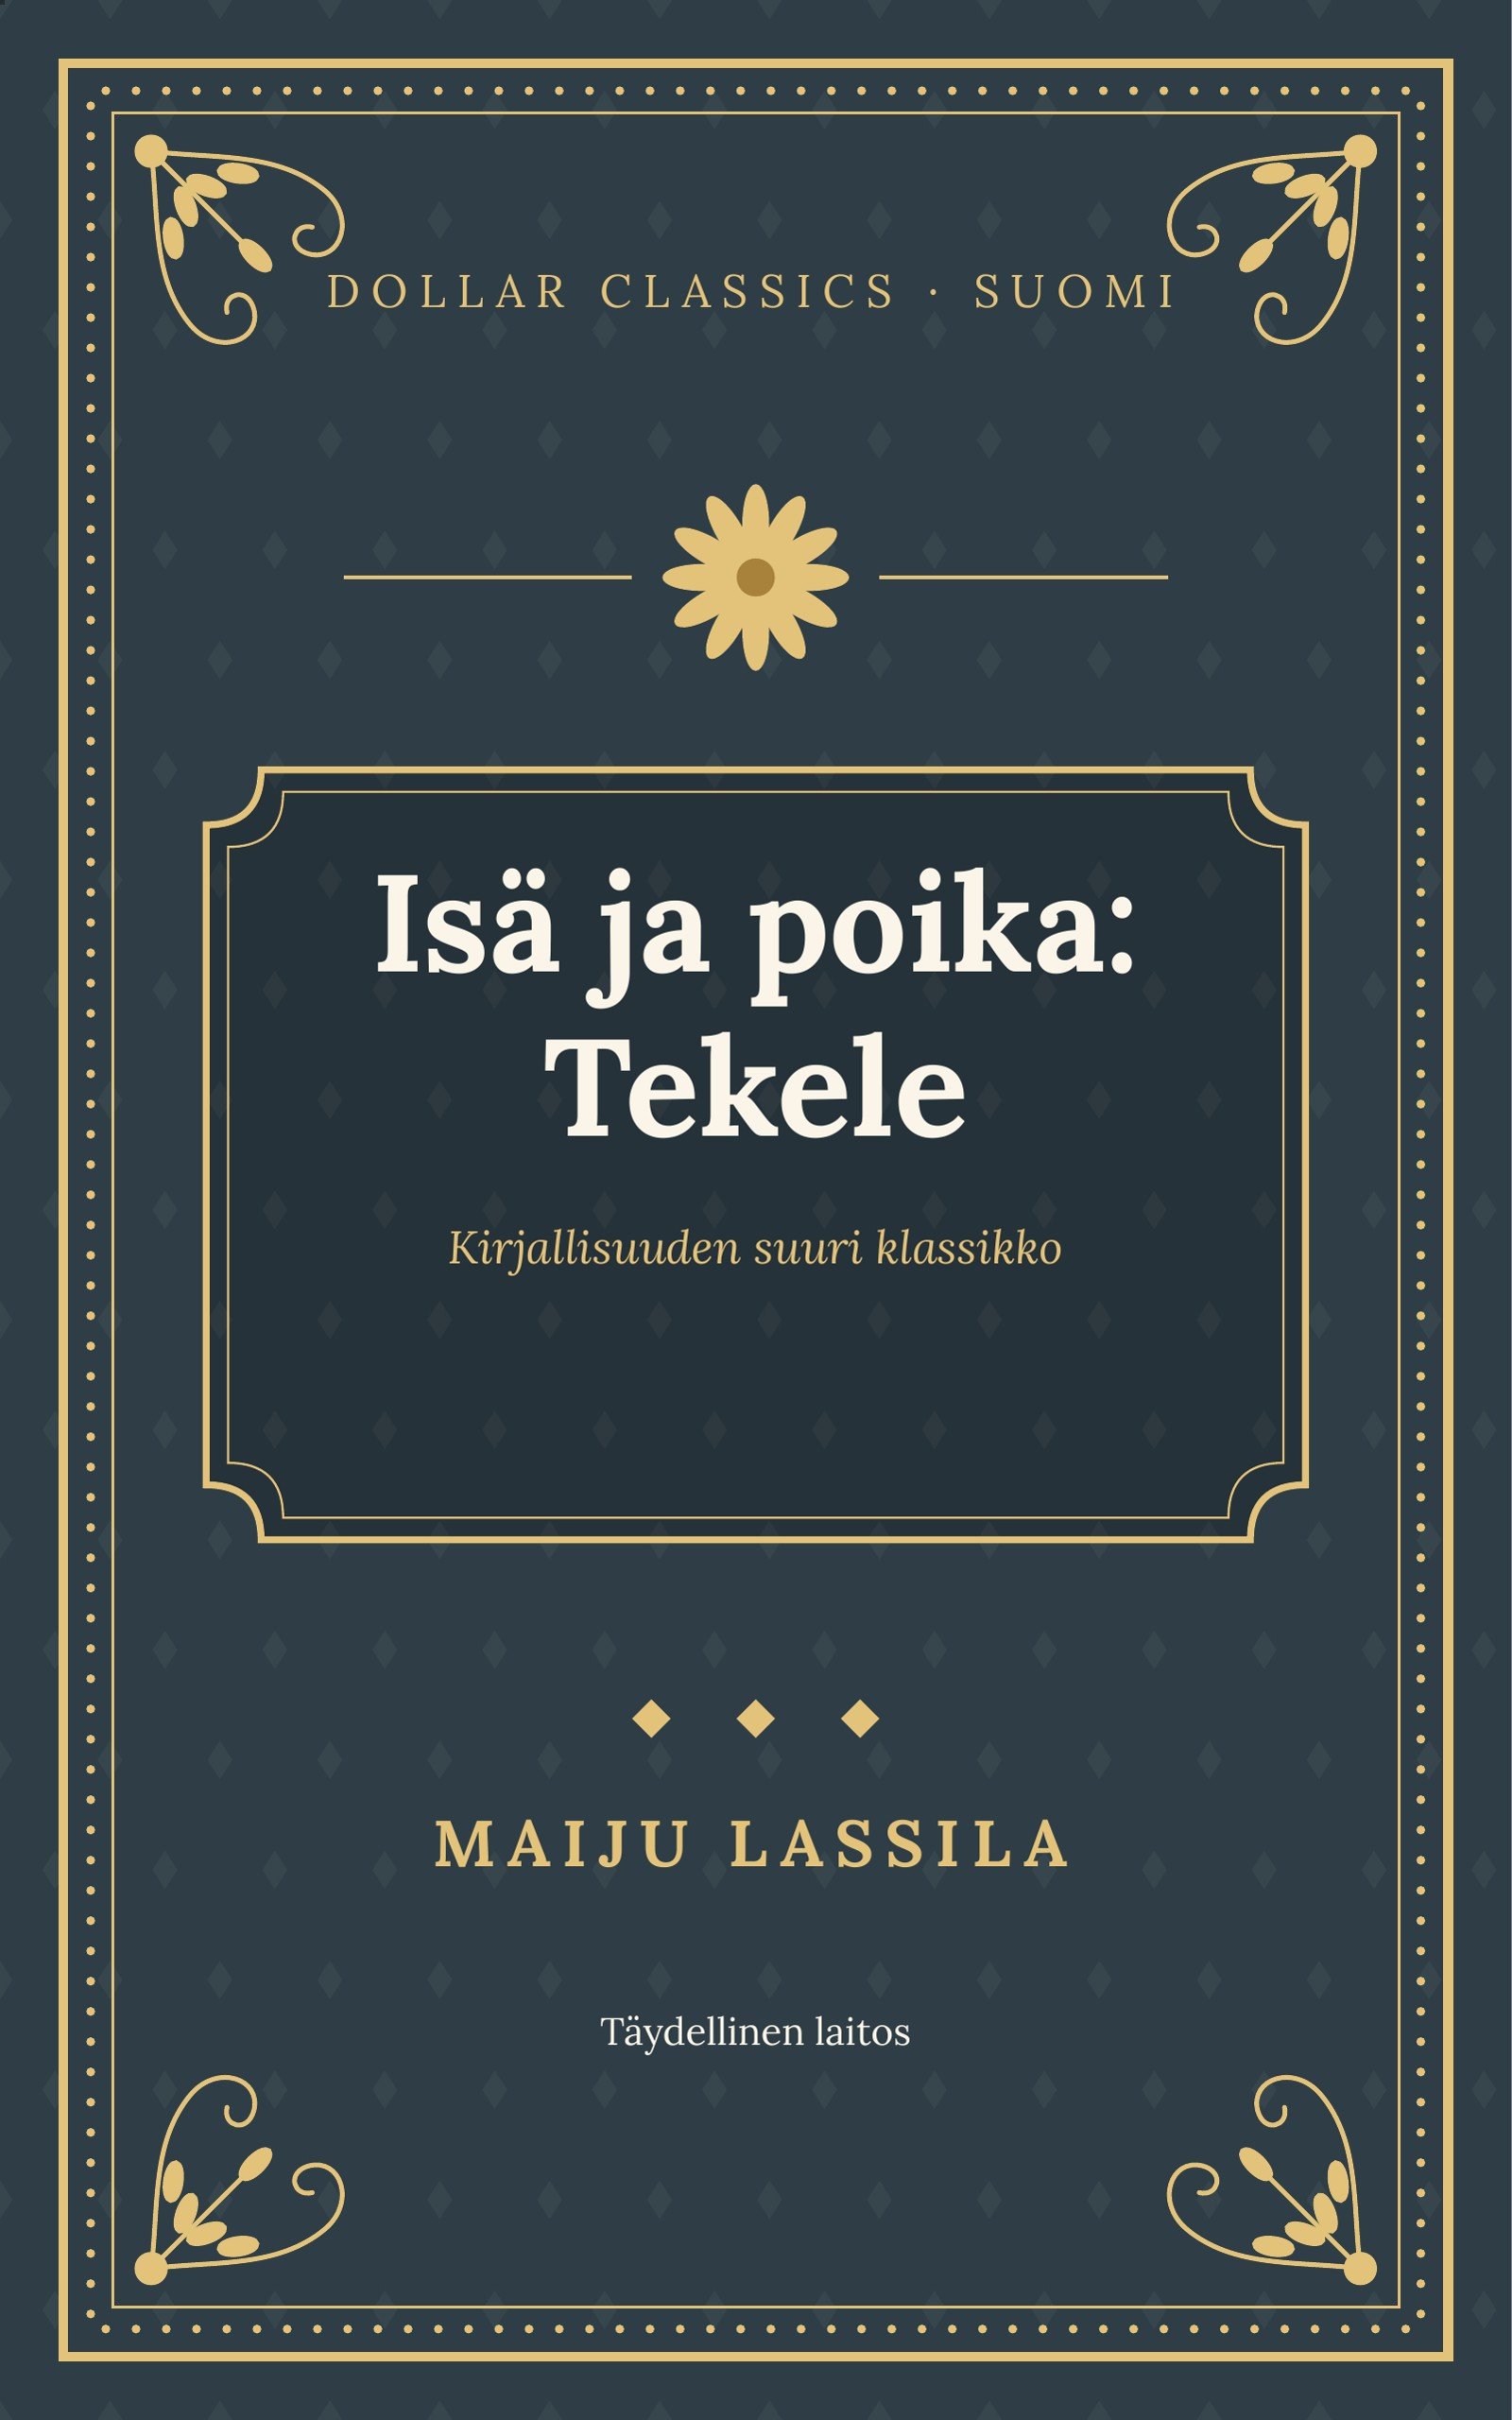 DOLLAR CLASSICS · SUOMI
Isä ja poika:
Tekele
Kirjallisuuden suuri klassikko
MAIJU LASSILA
Täydellinen laitos